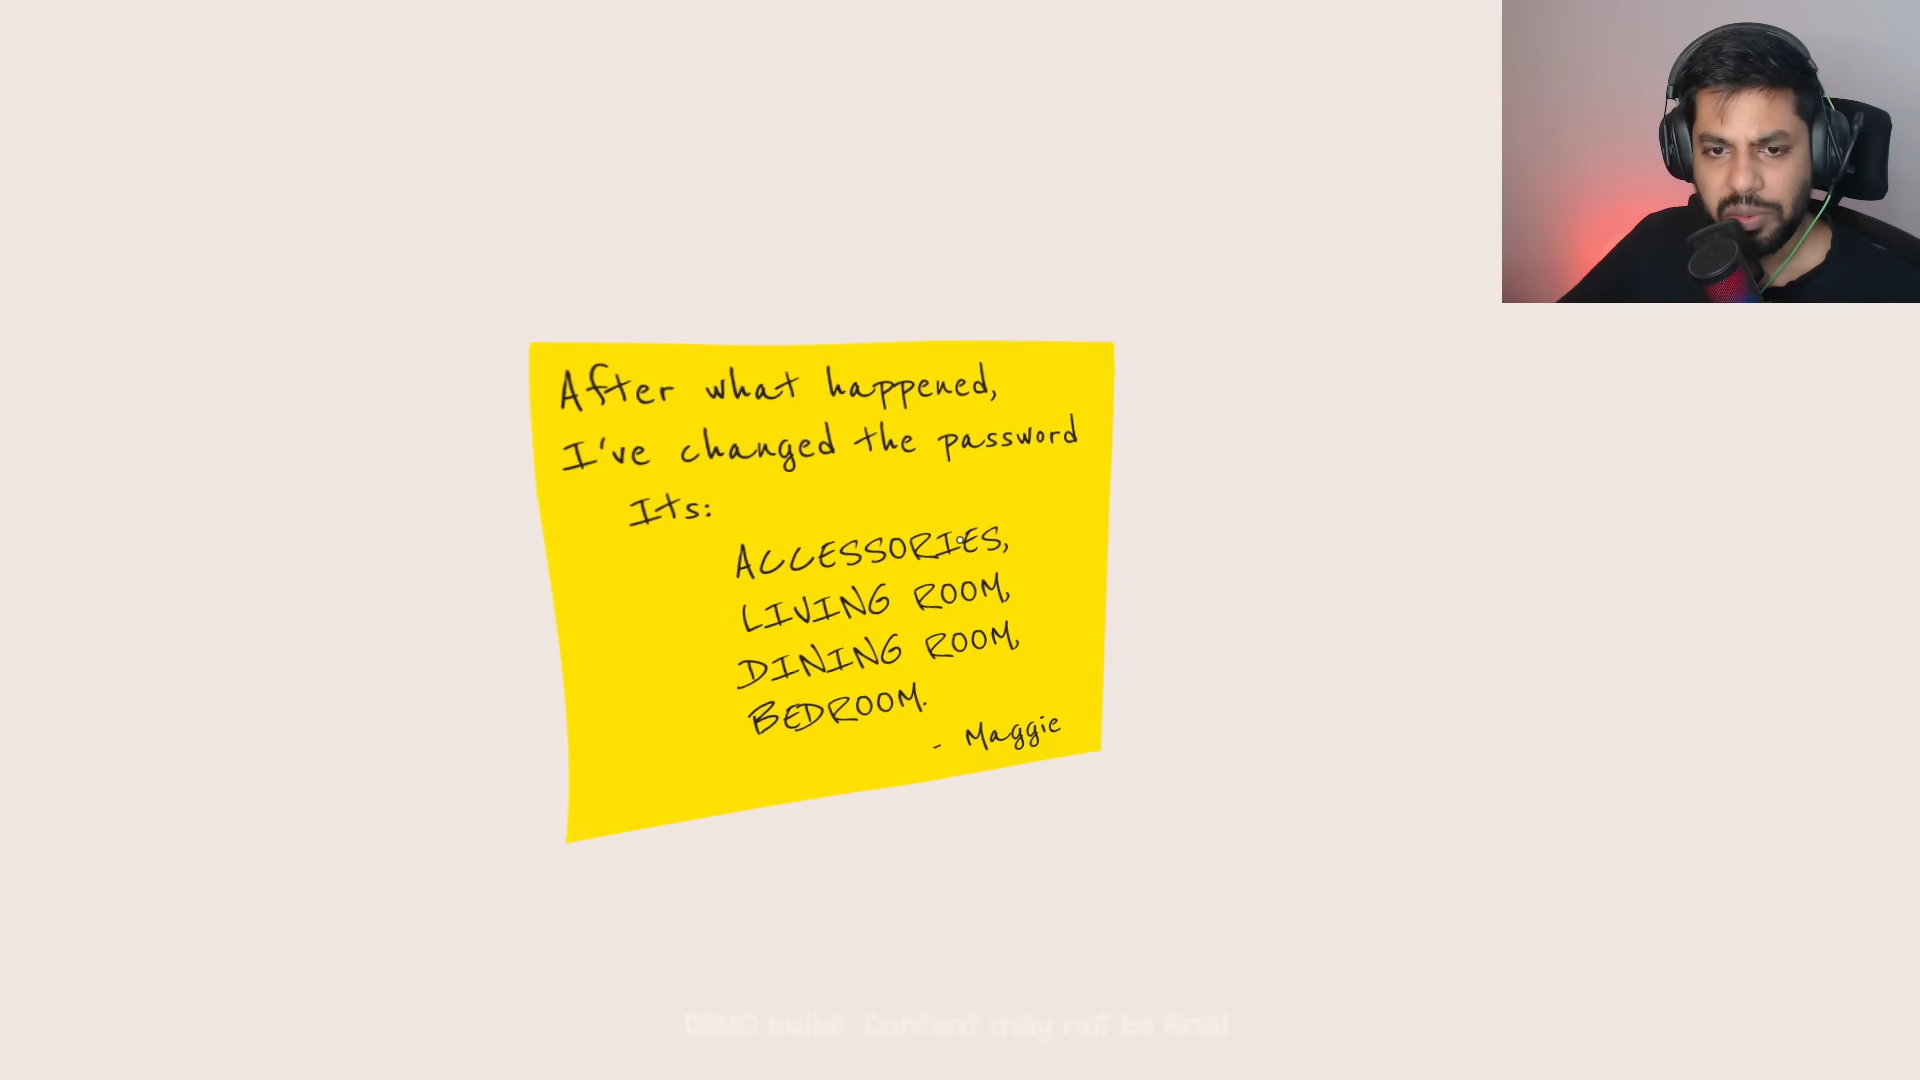 After what happened,
I've changed the password
Its:
ACCESSORIES,
LIVING ROOM,
DINING ROOM,
BEDROOM.
- Maggie
DEMO build! Content may not be final